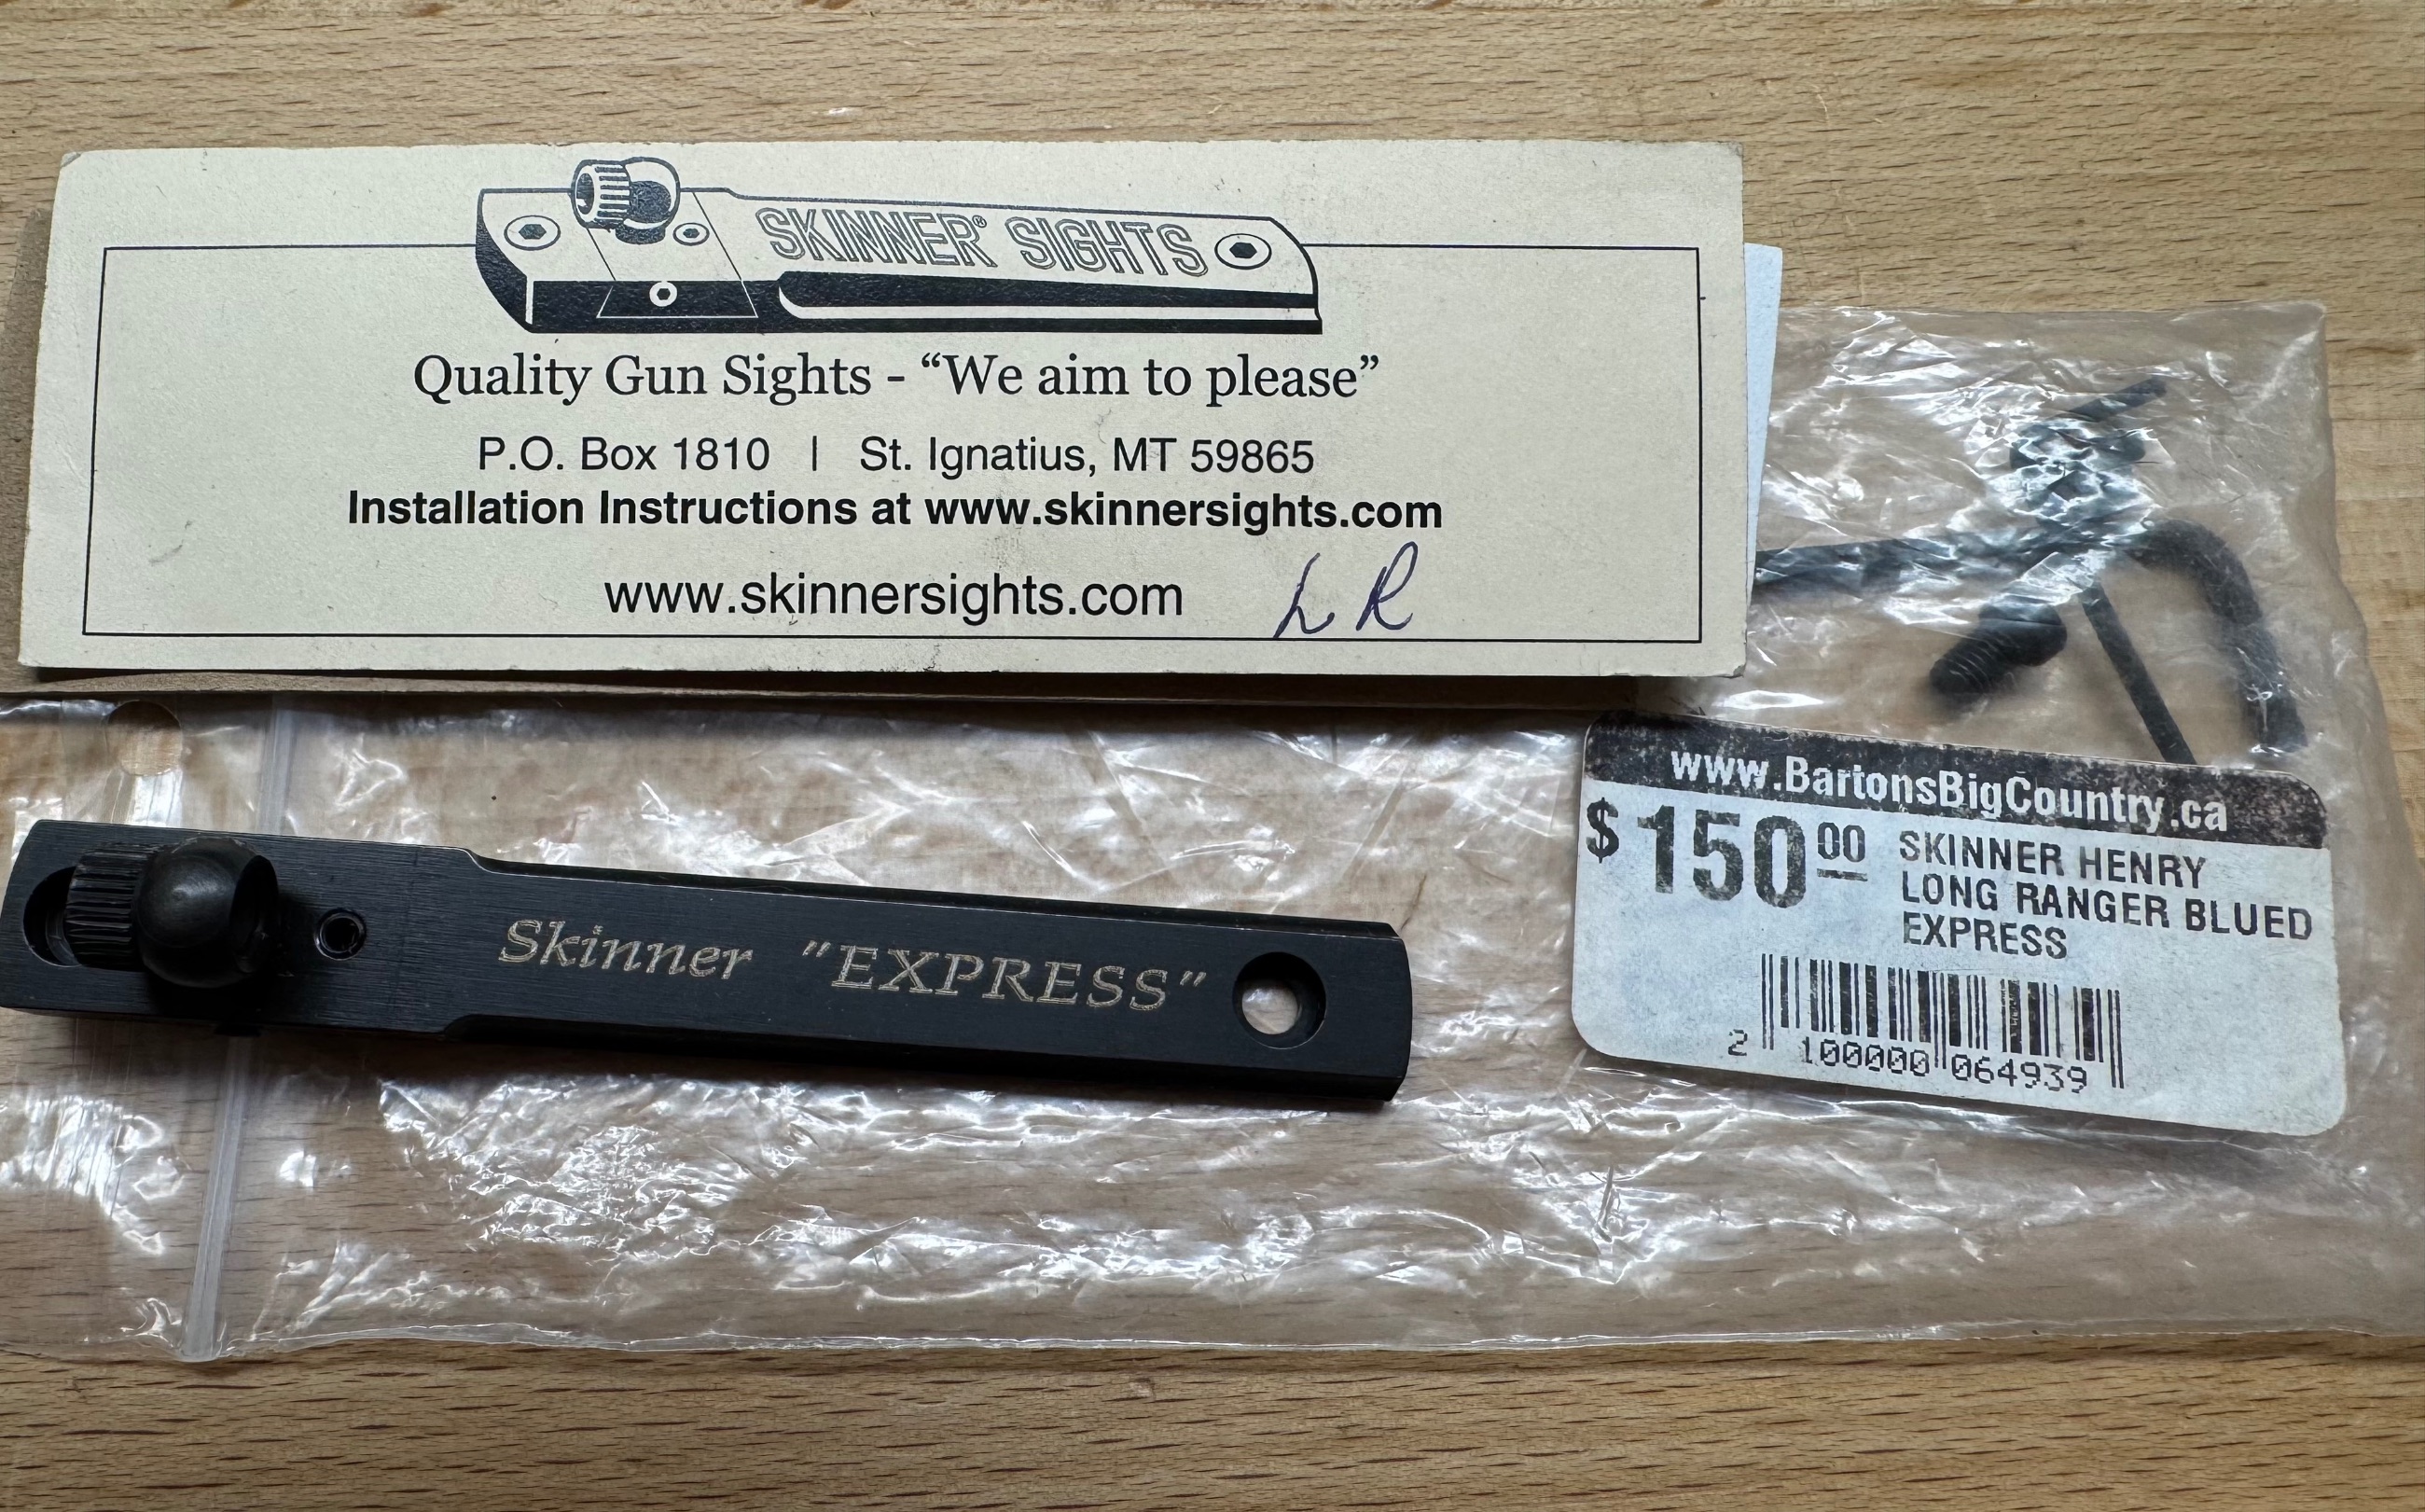 SKINNER® SIGHTS
Quality Gun Sights - “We aim to please”
P.O. Box 1810 | St. Ignatius, MT 59865
Installation Instructions at www.skinnersights.com
www.skinnersights.com LR
Skinner "EXPRESS"
www.BartonsBigCountry.ca
$150.00 SKINNER HENRY
LONG RANGER BLUED
EXPRESS
2 100000 064939